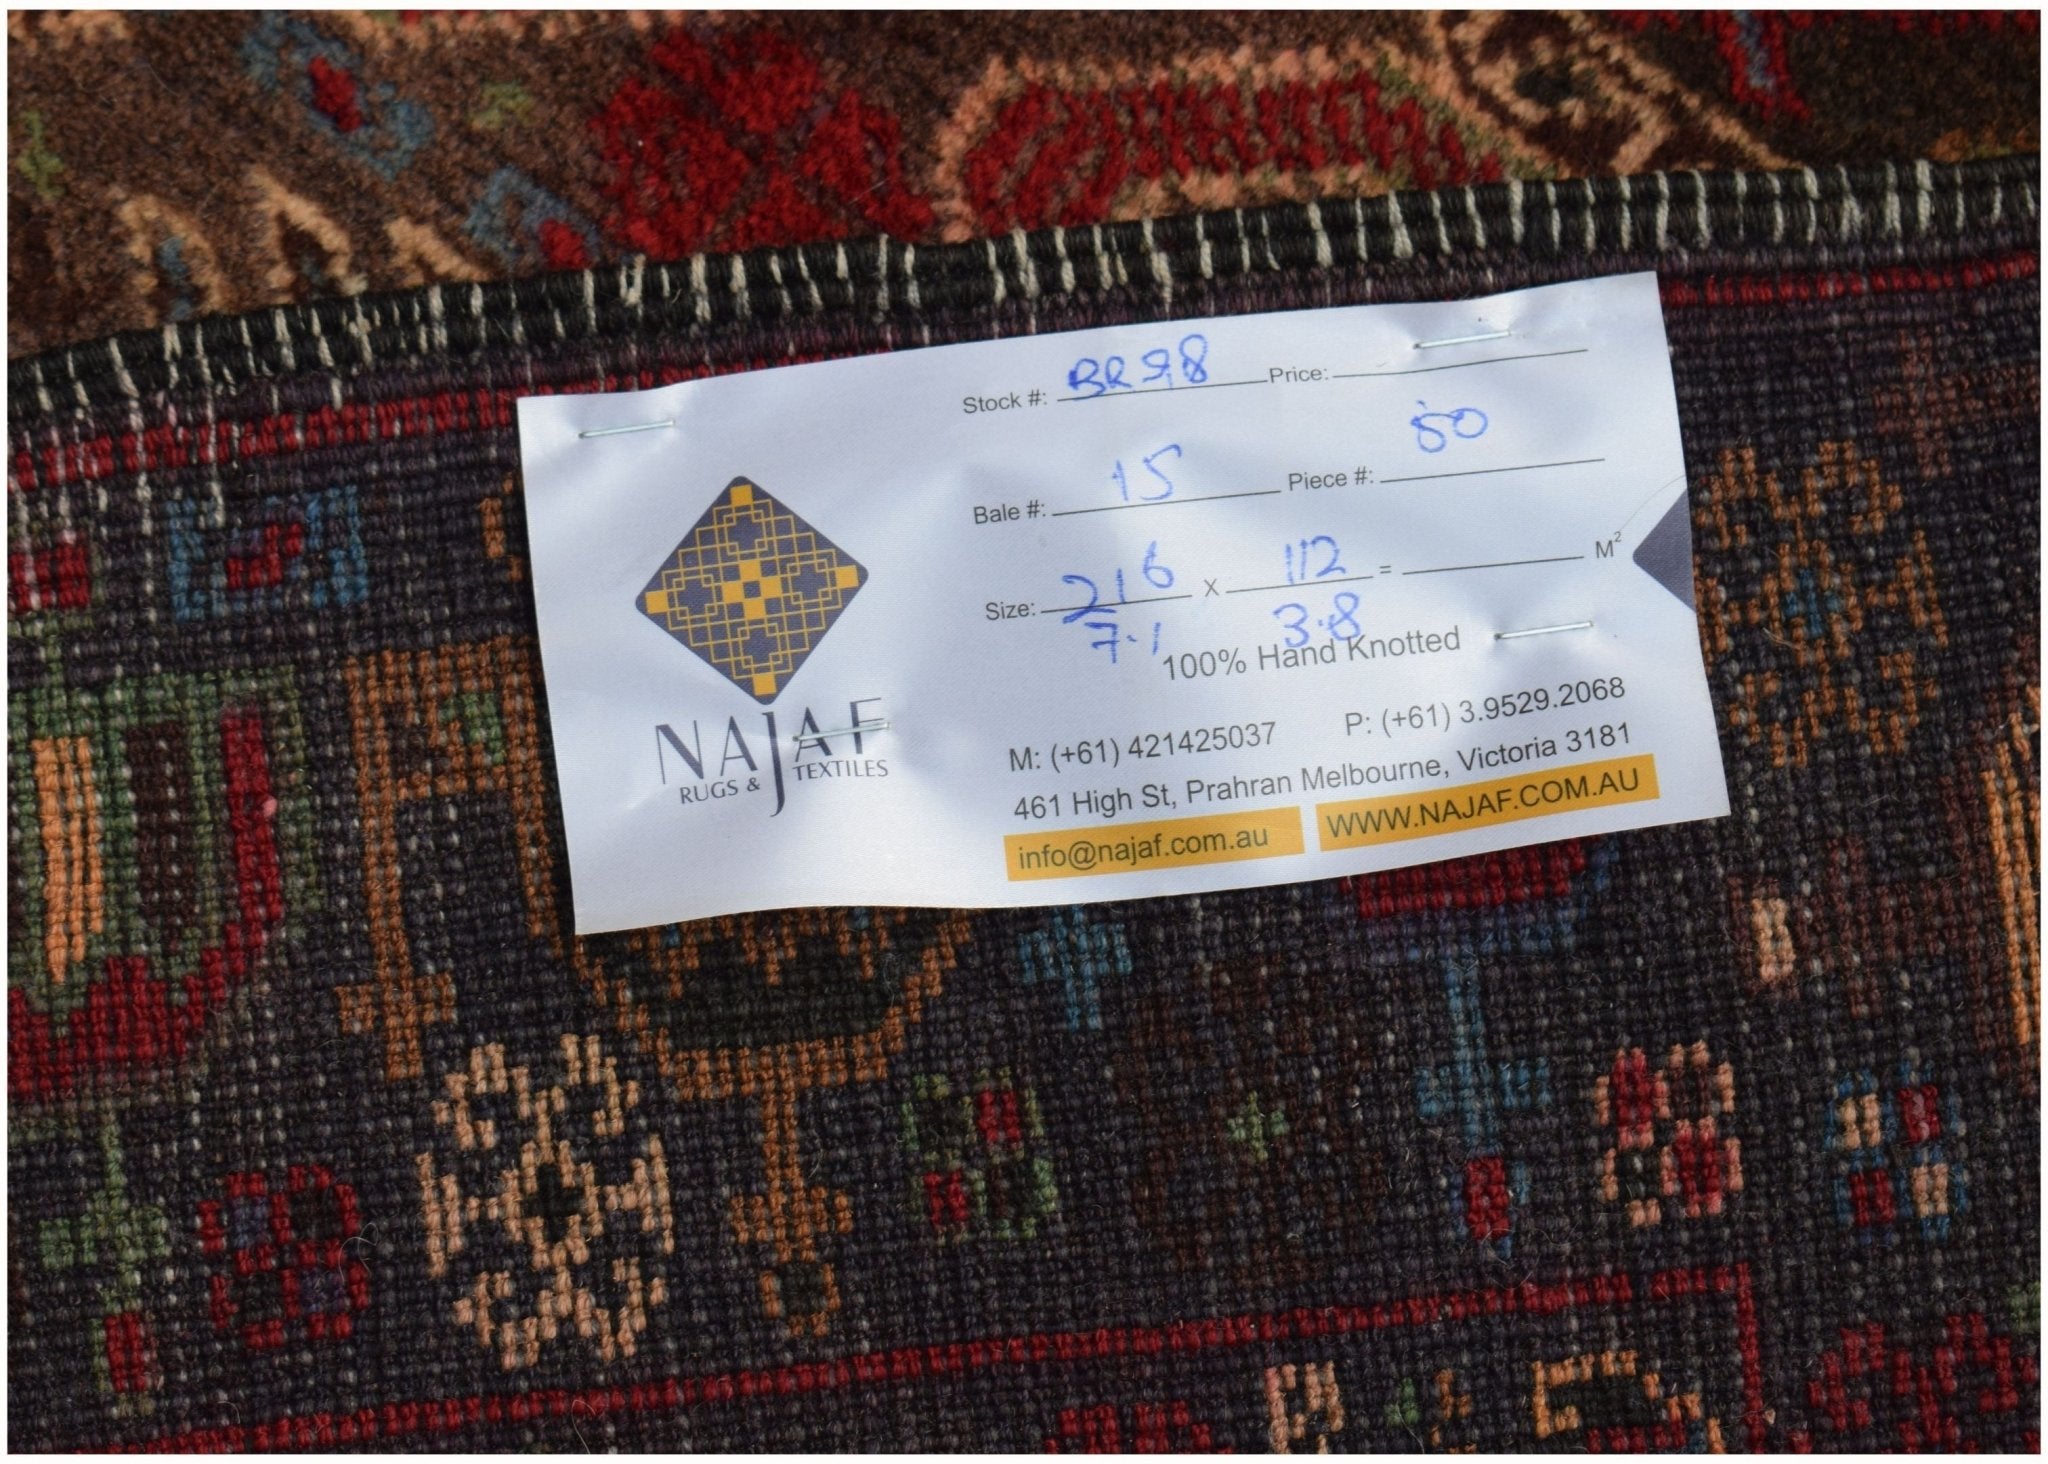 NAJAF
RUGS & TEXTILES
Stock #: BR98 Price:
Bale #: 15 Piece #: 50
Size: 216 X 112 = M²
7.1 3.8
100% Hand Knotted
M: (+61) 421425037 P: (+61) 3.9529.2068
461 High St, Prahran Melbourne, Victoria 3181
info@najaf.com.au WWW.NAJAF.COM.AU